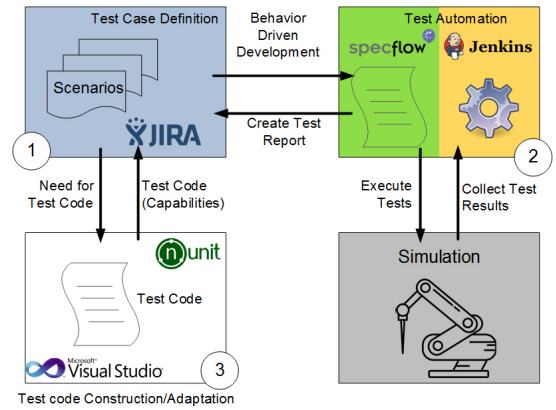 Test Case Definition
Scenarios
JIRA
1
Behavior
Driven
Development
Create Test
Report
Test Automation
specflow
Jenkins
2
Need for
Test Code
Test Code
(Capabilities)
Execute
Tests
Collect Test
Results
nunit
Test Code
Microsoft®
Visual Studio
3
Simulation
Test code Construction/Adaptation